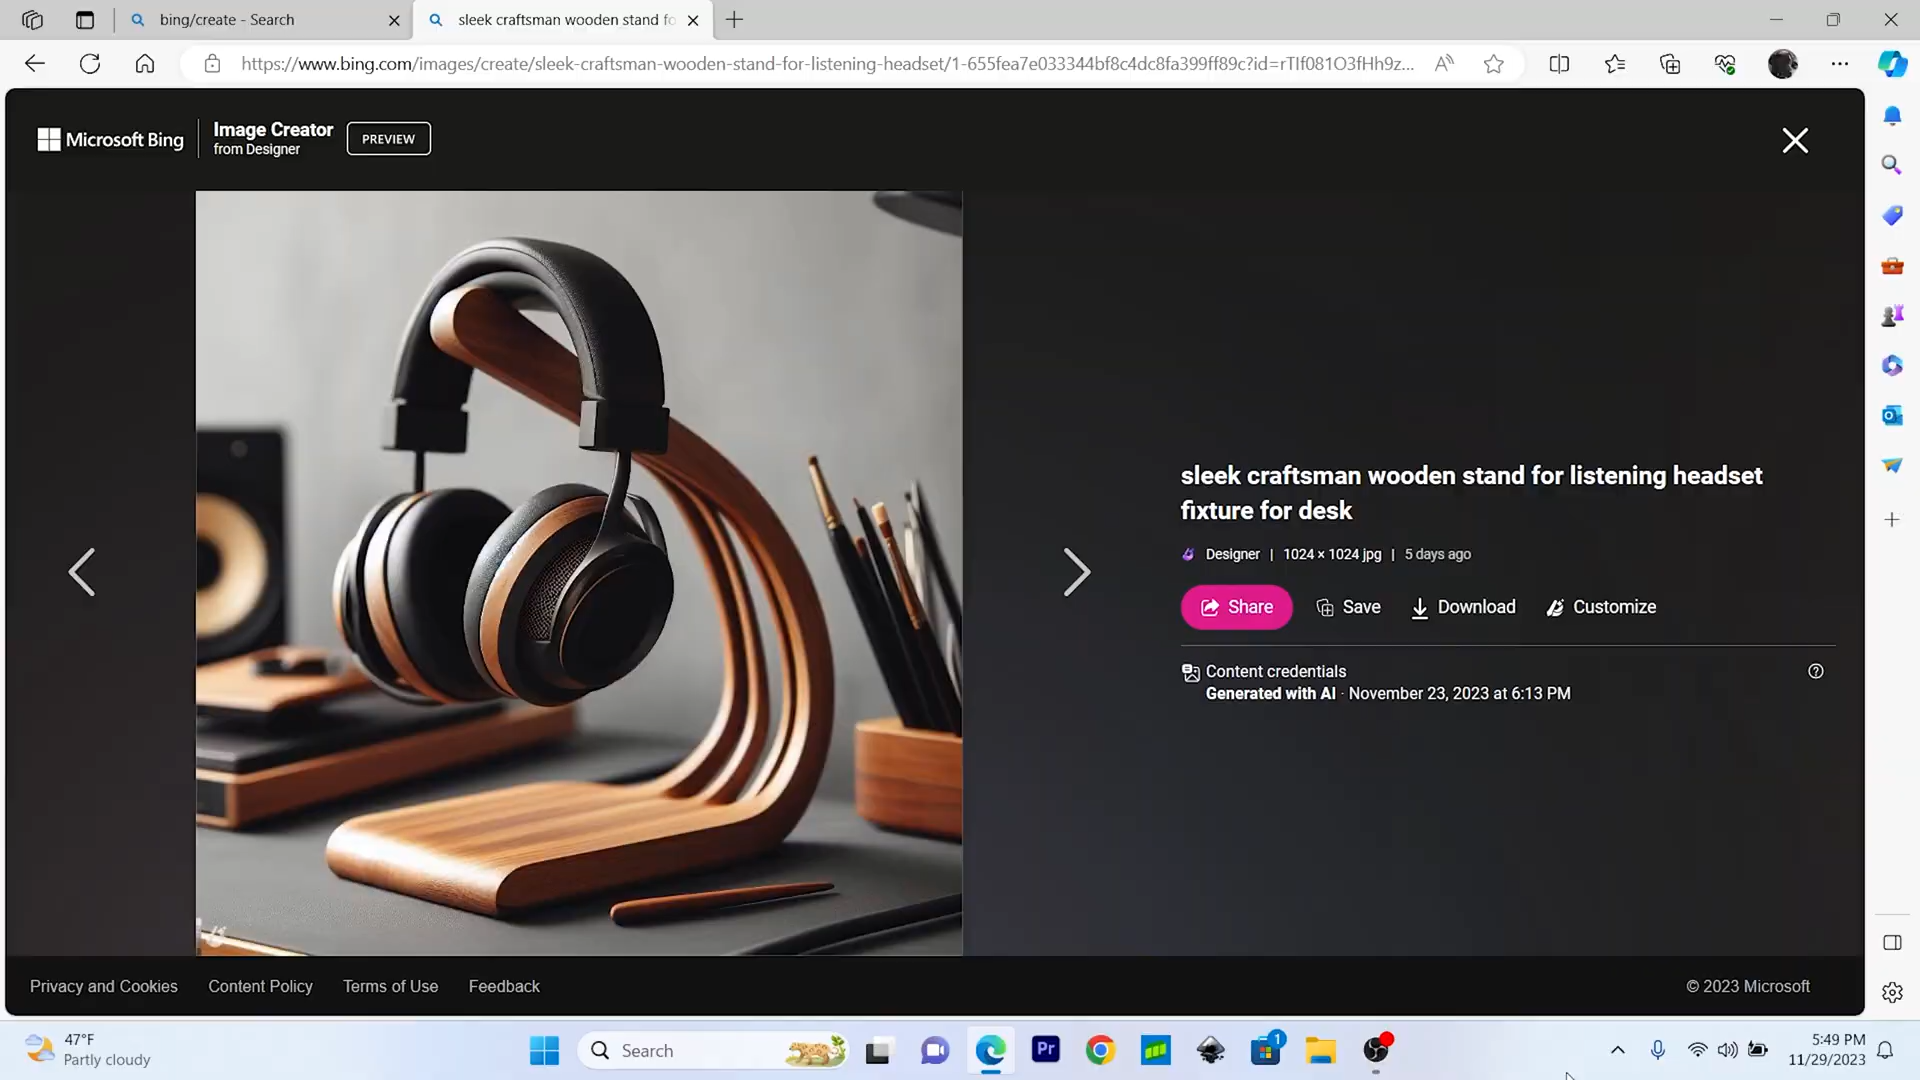 bing/create - Search
sleek craftsman wooden stand fo
https://www.bing.com/images/create/sleek-craftsman-wooden-stand-for-listening-headset/1-655fea7e033344bf8c4dc8fa399ff89c?id=rTIf081O3fHh9z...
Microsoft Bing
Image Creator
from Designer
PREVIEW
sleek craftsman wooden stand for listening headset
fixture for desk
Designer | 1024 × 1024 jpg | 5 days ago
Share Save Download Customize
Content credentials
Generated with AI · November 23, 2023 at 6:13 PM
Privacy and Cookies Content Policy Terms of Use Feedback © 2023 Microsoft
47°F
Partly cloudy
Search
Pr
1
5:49 PM
11/29/2023